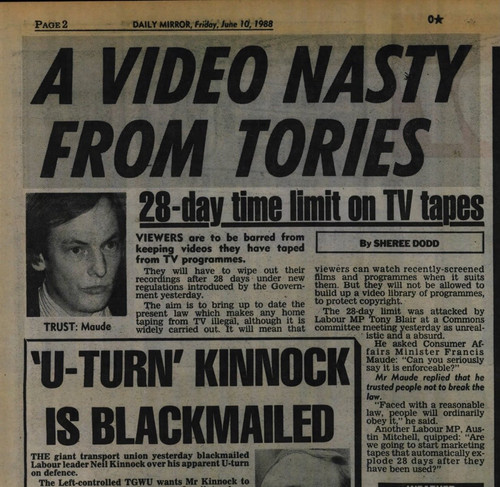 PAGE 2
DAILY MIRROR, Friday, June 10, 1988
O★
A VIDEO NASTY
FROM TORIES
28-day time limit on TV tapes
TRUST: Maude
VIEWERS are to be barred from
keeping videos they have taped
from TV programmes.
They will have to wipe out their
recordings after 28 days under new
regulations introduced by the Govern-
ment yesterday.
The aim is to bring up to date the
present law which makes any home
taping from TV illegal, although it is
widely carried out. It will mean that
By SHEREE DODD
viewers can watch recently-screened
films and programmes when it suits
them. But they will not be allowed to
build up a video library of programmes,
to protect copyright.
The 28-day limit was attacked by
Labour MP Tony Blair at a Commons
committee meeting yesterday as unreal-
istic and a absurd.
He asked Consumer Af-
fairs Minister Francis
Maude: "Can you seriously
say it is enforceable?"
Mr Maude replied that he
trusted people not to break the
law.
"Faced with a reasonable
law, people will ordinarily
obey it," he said.
Another Labour MP, Aus-
tin Mitchell, quipped: "Are
we going to start marketing
tapes that automatically ex-
plode 28 days after they
have been used?"
'U-TURN' KINNOCK
IS BLACKMAILED
THE giant transport union yesterday blackmailed
Labour leader Neil Kinnock over his apparent U-turn
on defence.
The Left-controlled TGWU wants Mr Kinnock to